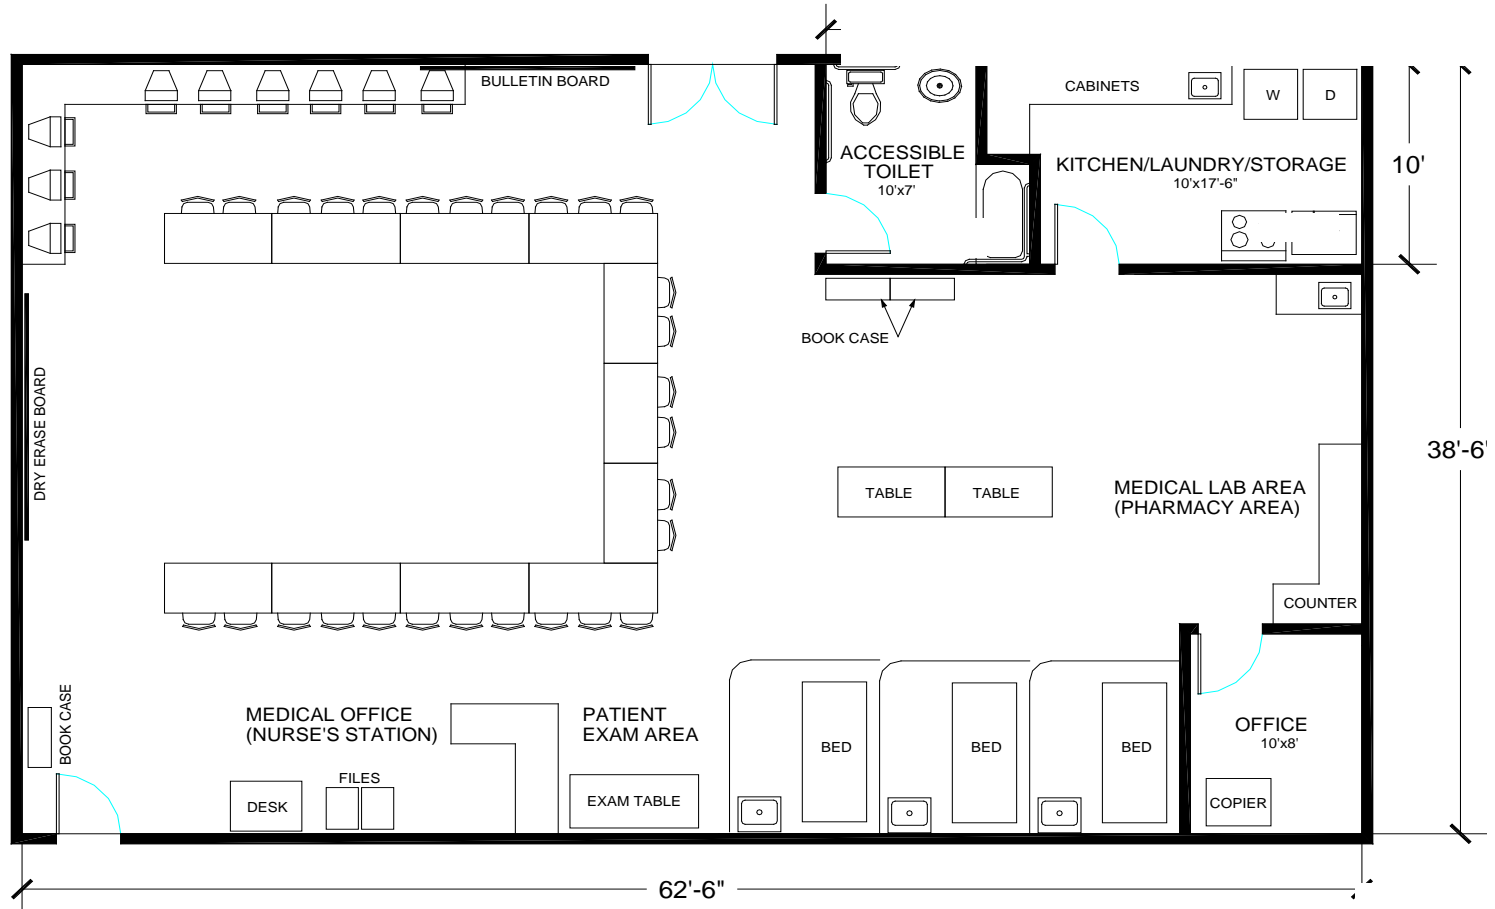 BULLETIN BOARD
CABINETS
W
D
ACCESSIBLE
TOILET
10'x7'
KITCHEN/LAUNDRY/STORAGE
10'x17'-6"
10'
BOOK CASE
DRY ERASE BOARD
38'-6"
TABLE
TABLE
MEDICAL LAB AREA
(PHARMACY AREA)
COUNTER
BOOK CASE
MEDICAL OFFICE
(NURSE'S STATION)
PATIENT
EXAM AREA
OFFICE
10'x8'
BED
BED
BED
FILES
DESK
EXAM TABLE
COPIER
62'-6"